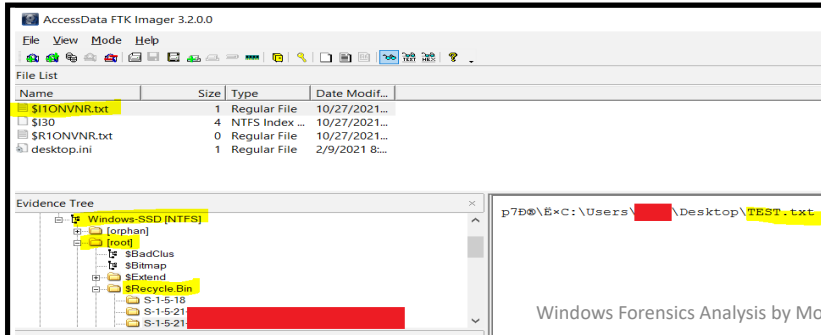 AccessData FTK Imager 3.2.0.0
File View Mode Help
File List
Name Size Type Date Modif...
$I1ONVNR.txt 1 Regular File 10/27/2021...
$I30 4 NTFS Index ... 10/27/2021...
$R1ONVNR.txt 0 Regular File 10/27/2021...
desktop.ini 1 Regular File 2/9/2021 8:...
Evidence Tree
Windows-SSD [NTFS]
[orphan]
[root]
$BadClus
$Bitmap
$Extend
$Recycle.Bin
S-1-5-18
S-1-5-21-
S-1-5-21-
p7Ð®\Ë×C:\Users\ \Desktop\TEST.txt
Windows Forensics Analysis by Mo